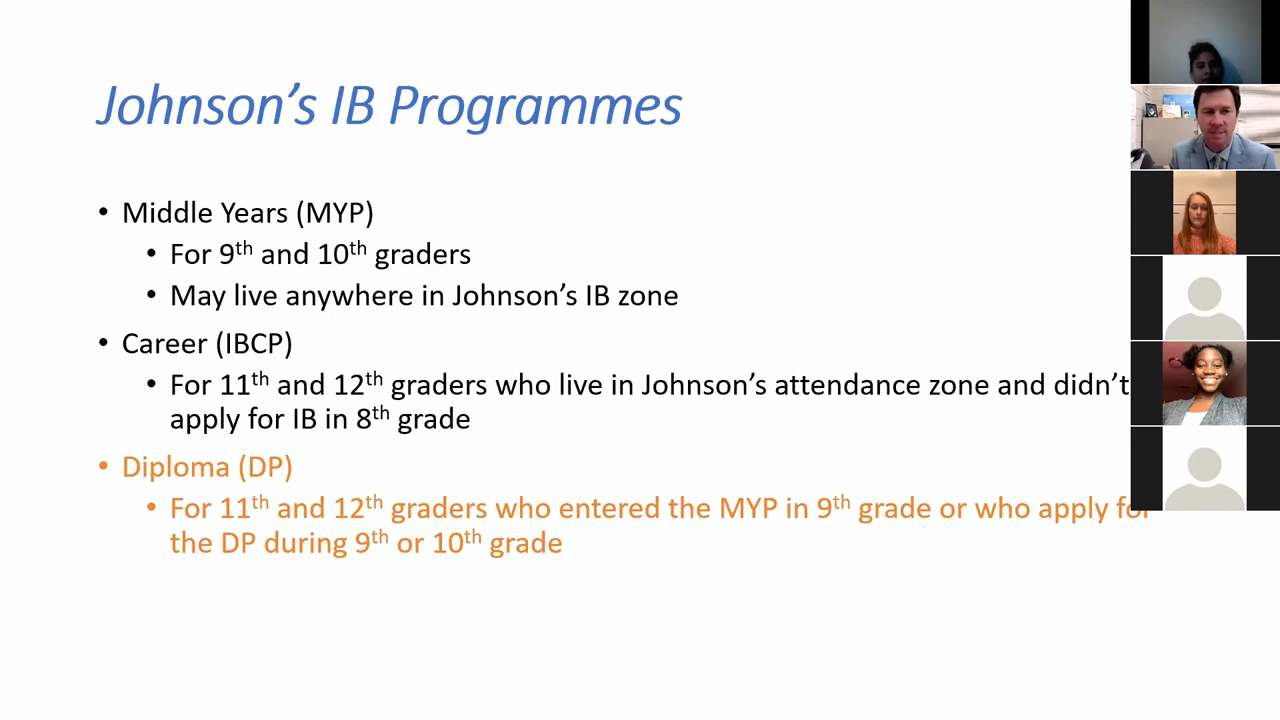 Johnson’s IB Programmes
• Middle Years (MYP)
• For 9th and 10th graders
• May live anywhere in Johnson’s IB zone
• Career (IBCP)
• For 11th and 12th graders who live in Johnson’s attendance zone and didn’t
apply for IB in 8th grade
• Diploma (DP)
• For 11th and 12th graders who entered the MYP in 9th grade or who apply for
the DP during 9th or 10th grade